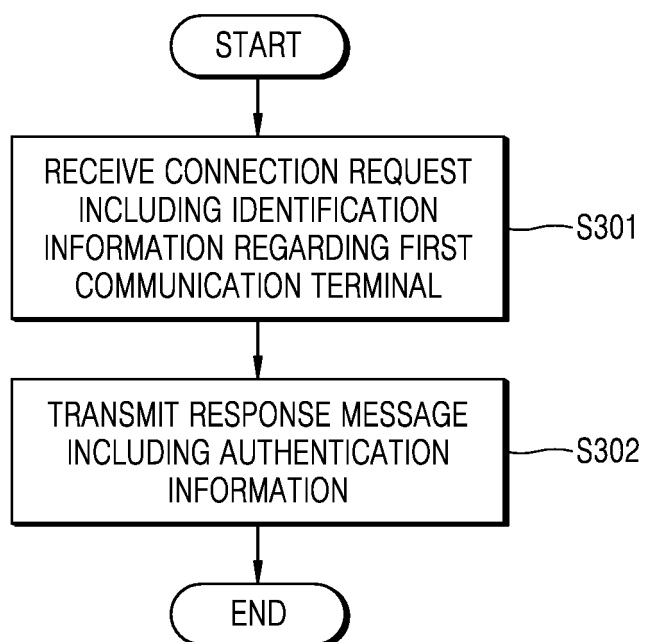 START
RECEIVE CONNECTION REQUEST
INCLUDING IDENTIFICATION
INFORMATION REGARDING FIRST
COMMUNICATION TERMINAL
S301
TRANSMIT RESPONSE MESSAGE
INCLUDING AUTHENTICATION
INFORMATION
S302
END